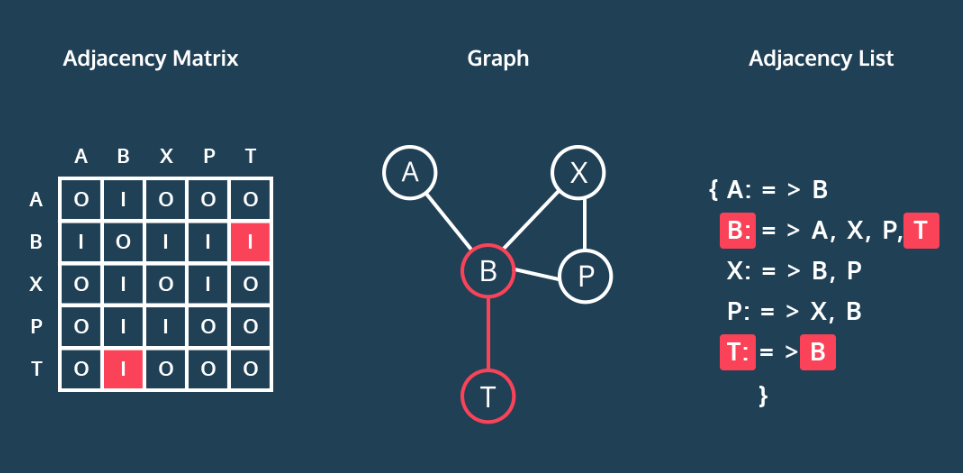 Adjacency Matrix
A B X P T
A O I O O O
B I O I I I
X O I O I O
P O I I O O
T O I O O O
Graph
A
X
B
P
T
Adjacency List
{ A: = > B
B: = > A, X, P, T
X: = > B, P
P: = > X, B
T: = > B
}